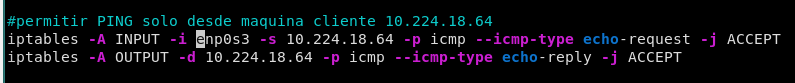 #permitir PING solo desde maquina cliente 10.224.18.64
iptables -A INPUT -i enp0s3 -s 10.224.18.64 -p icmp --icmp-type echo-request -j ACCEPT
iptables -A OUTPUT -d 10.224.18.64 -p icmp --icmp-type echo-reply -j ACCEPT